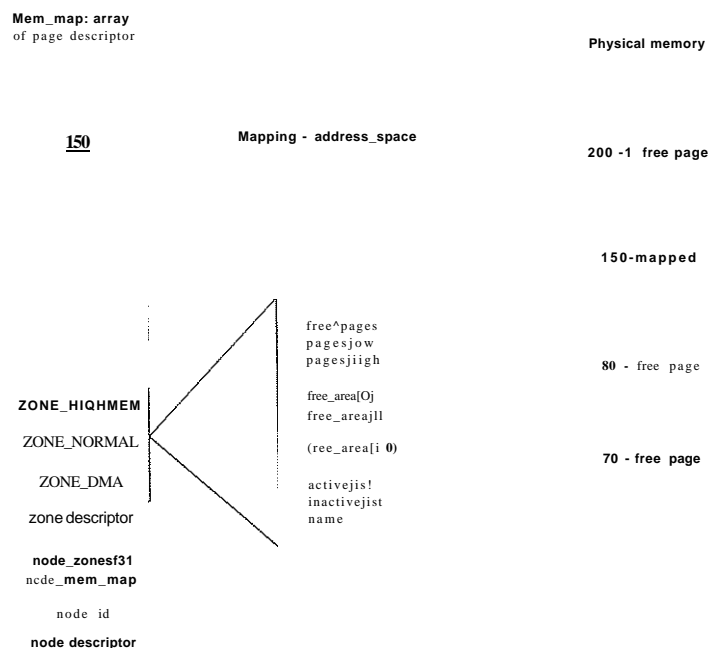 Mem_map: array
of page descriptor
Physical memory
150
Mapping - address_space
200 -1 free page
150-mapped
free^pages
pagesjow
pagesjiigh
80 - free page
free_area[Oj
free_areajll
ZONE_HIQHMEM
ZONE_NORMAL
(ree_area[i 0)
70 - free page
ZONE_DMA
activejis!
inactivejist
name
zone descriptor
node_zonesf31
ncde_mem_map
node id
node descriptor